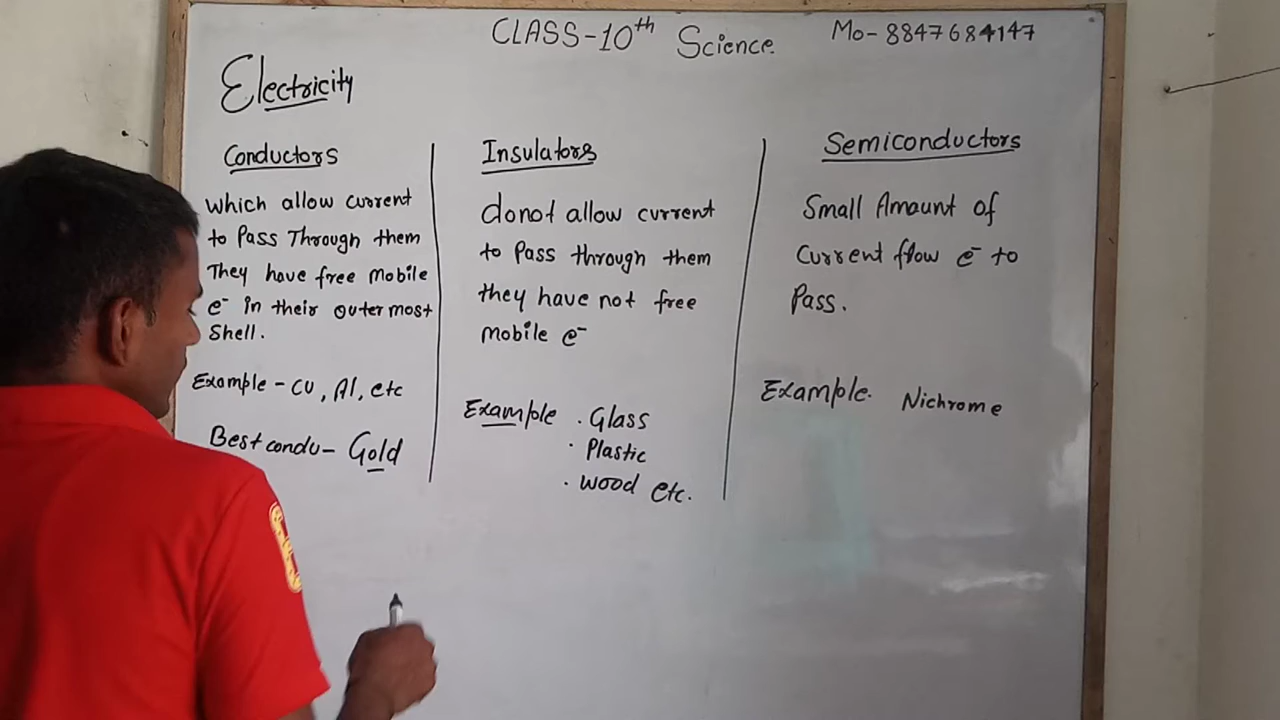 CLASS-10th Science
Mo- 8847684147
Electricity
Conductors
which allow current
to Pass Through them
They have free mobile
e⁻ in their outermost
Shell.
Example - Cu, Al, etc
Best condu- Gold
Insulators
donot allow current
to Pass through them
they have not free
mobile e⁻
Example . Glass
. Plastic
. wood etc.
Semiconductors
Small Amount of
Current flow e⁻ to
Pass.
Example. Nichrome